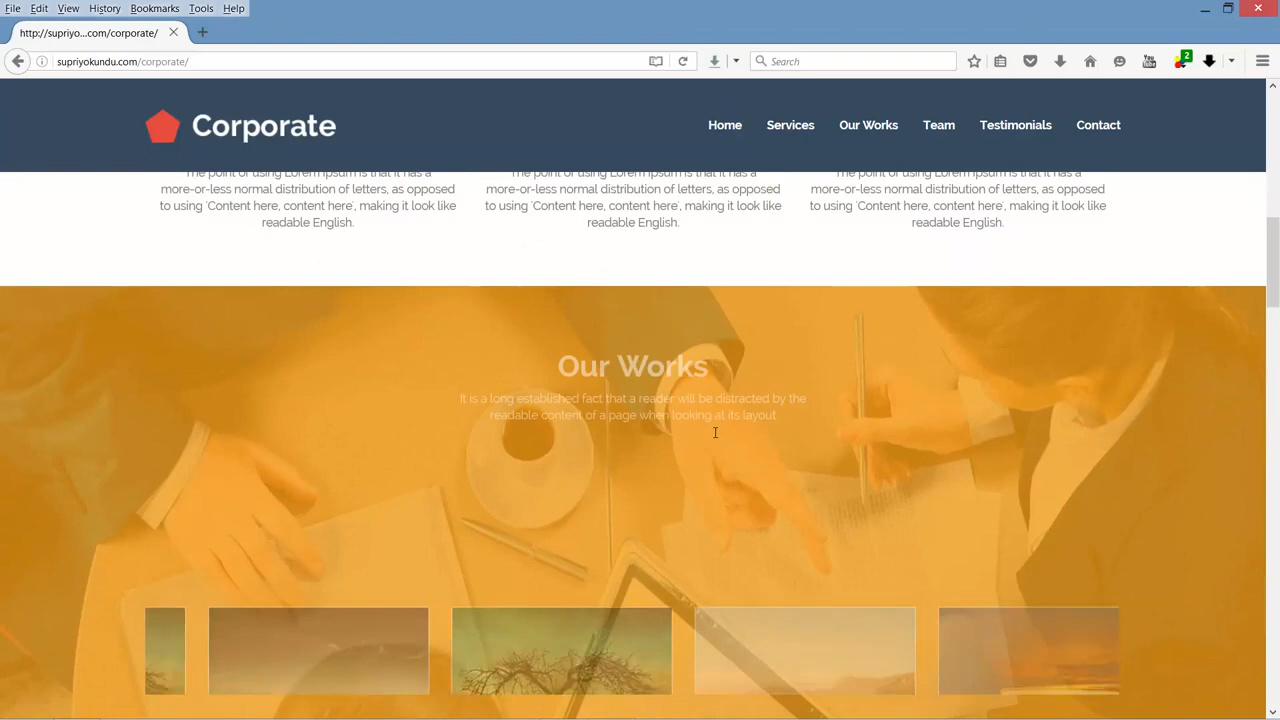 File Edit View History Bookmarks Tools Help
http://supriyo...com/corporate/
supriyokundu.com/corporate/
Search
You
2
Corporate
Home Services Our Works Team Testimonials Contact
The point of using Lorem Ipsum is that it has a
more-or-less normal distribution of letters, as opposed
to using 'Content here, content here', making it look like
readable English.
The point of using Lorem Ipsum is that it has a
more-or-less normal distribution of letters, as opposed
to using 'Content here, content here', making it look like
readable English.
The point of using Lorem Ipsum is that it has a
more-or-less normal distribution of letters, as opposed
to using 'Content here, content here', making it look like
readable English.
Our Works
It is a long established fact that a reader will be distracted by the
readable content of a page when looking at its layout